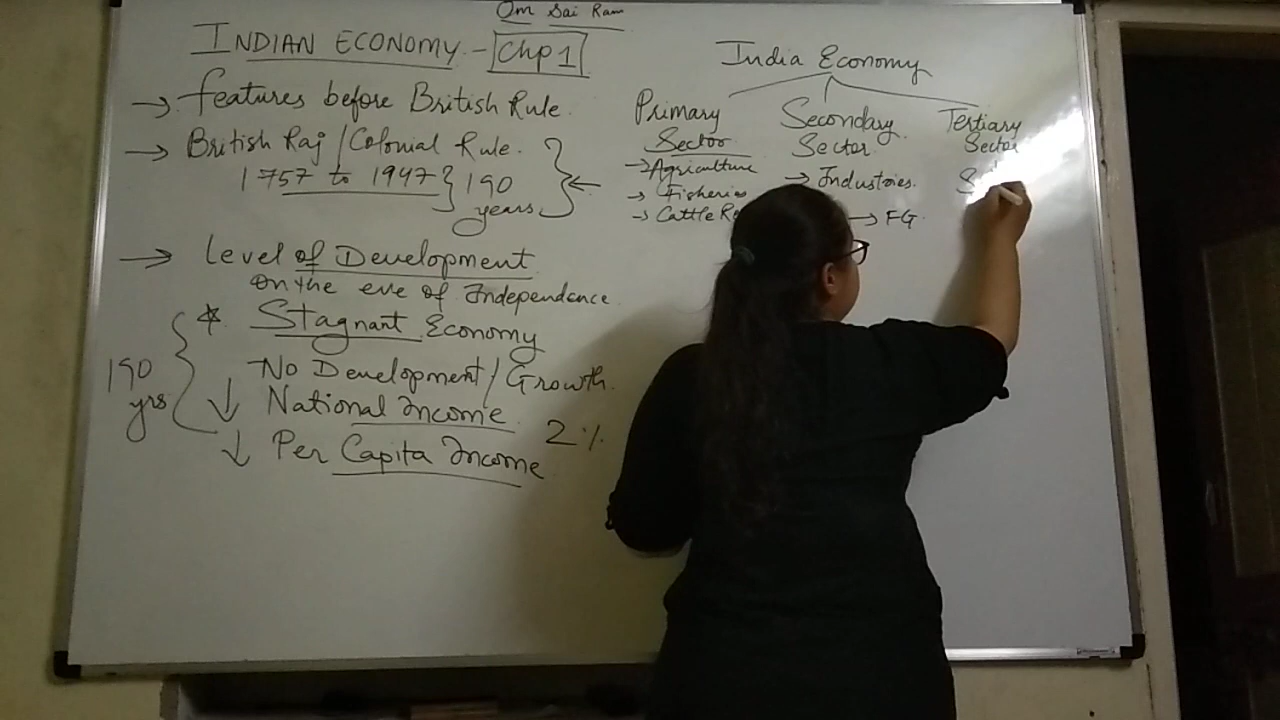 Om Sai Ram
INDIAN ECONOMY - Chp 1
→ features before British Rule.
→ British Raj / Colonial Rule.
1757 to 1947 } 190 years } ←
→ Level of Development
on the eve of Independence
* Stagnant Economy
No Development / Growth.
↓ National Income
↓ Per Capita Income 2%
190 yrs
India Economy
Primary Sector
→ Agriculture
→ Fisheries
→ Cattle
Secondary Sector
→ Industries.
→ FG
Tertiary Sector